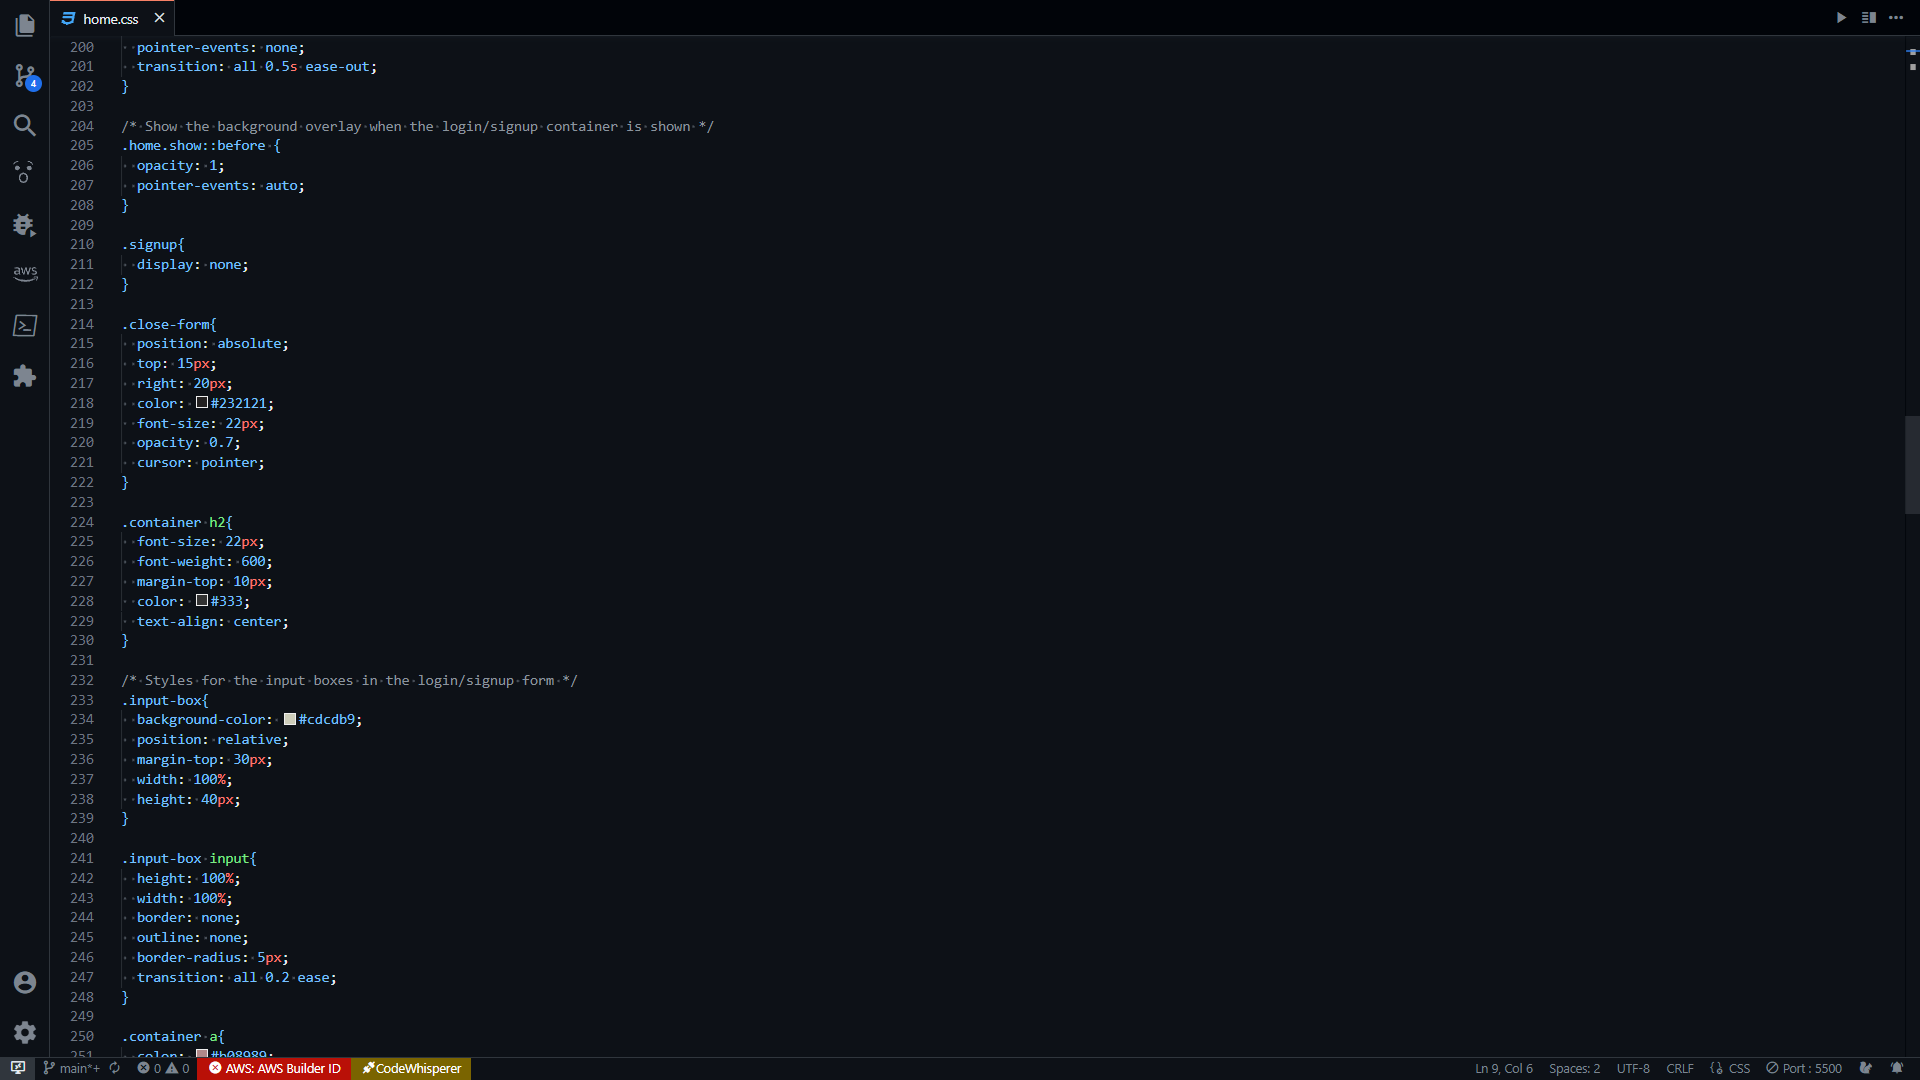 home.css
4
aws
200 pointer-events: none;
201 transition: all 0.5s ease-out;
202 }
203
204 /* Show the background overlay when the login/signup container is shown */
205 .home.show::before {
206 opacity: 1;
207 pointer-events: auto;
208 }
209
210 .signup{
211 display: none;
212 }
213
214 .close-form{
215 position: absolute;
216 top: 15px;
217 right: 20px;
218 color: #232121;
219 font-size: 22px;
220 opacity: 0.7;
221 cursor: pointer;
222 }
223
224 .container h2{
225 font-size: 22px;
226 font-weight: 600;
227 margin-top: 10px;
228 color: #333;
229 text-align: center;
230 }
231
232 /* Styles for the input boxes in the login/signup form */
233 .input-box{
234 background-color: #cdcdb9;
235 position: relative;
236 margin-top: 30px;
237 width: 100%;
238 height: 40px;
239 }
240
241 .input-box input{
242 height: 100%;
243 width: 100%;
244 border: none;
245 outline: none;
246 border-radius: 5px;
247 transition: all 0.2 ease;
248 }
249
250 .container a{
251 color: #b08989;
main*+ 0 0 AWS: AWS Builder ID CodeWhisperer Ln 9, Col 6 Spaces: 2 UTF-8 CRLF CSS Port : 5500